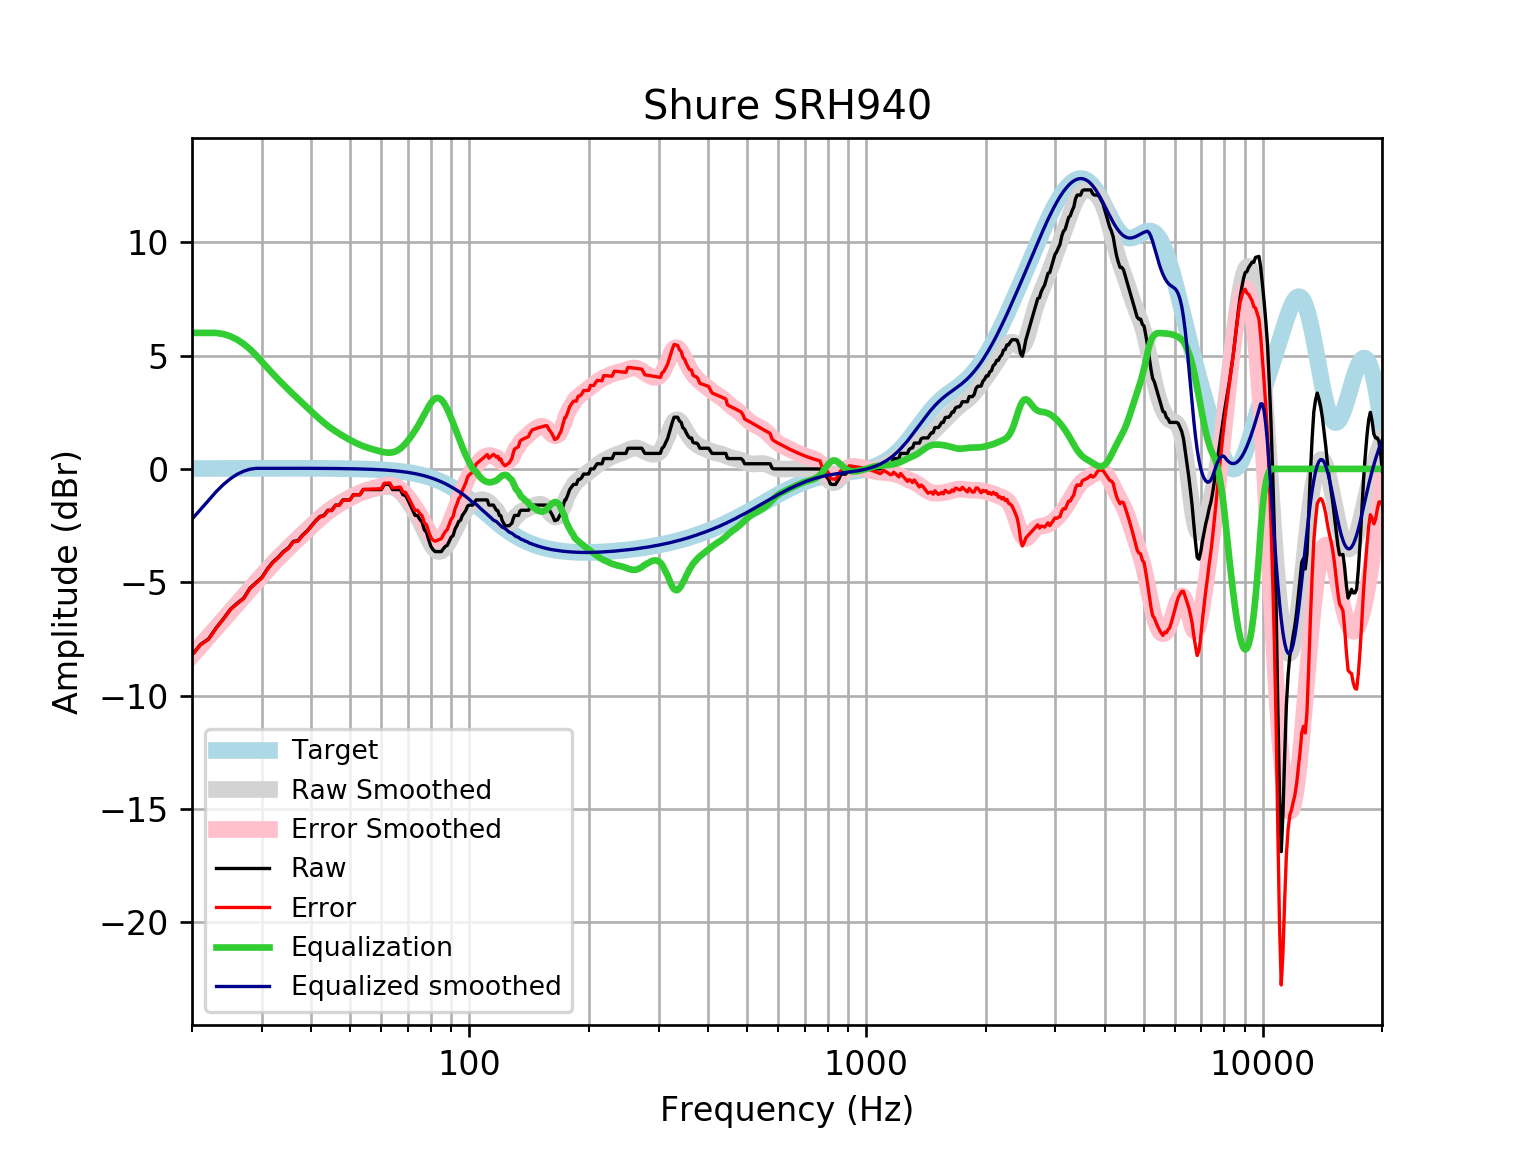 Shure SRH940
Amplitude (dBr)
10
5
0
−5
−10
−15
−20
Target
Raw Smoothed
Error Smoothed
Raw
Error
Equalization
Equalized smoothed
100
1000
10000
Frequency (Hz)